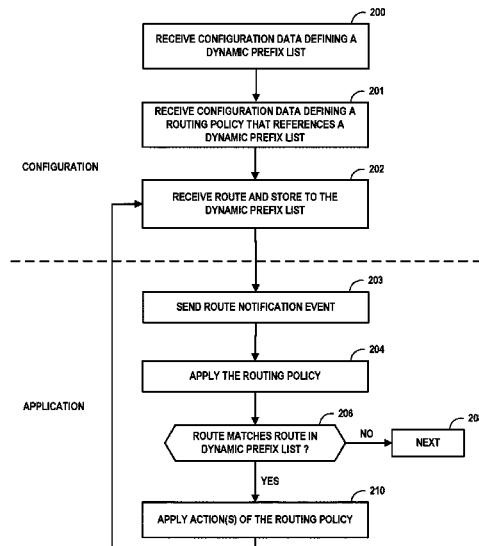 200
RECEIVE CONFIGURATION DATA DEFINING A
DYNAMIC PREFIX LIST
201
RECEIVE CONFIGURATION DATA DEFINING A
ROUTING POLICY THAT REFERENCES A
DYNAMIC PREFIX LIST
CONFIGURATION
202
RECEIVE ROUTE AND STORE TO THE
DYNAMIC PREFIX LIST
203
SEND ROUTE NOTIFICATION EVENT
204
APPLY THE ROUTING POLICY
APPLICATION
206
ROUTE MATCHES ROUTE IN
DYNAMIC PREFIX LIST ?
NO
NEXT
YES
210
APPLY ACTION(S) OF THE ROUTING POLICY